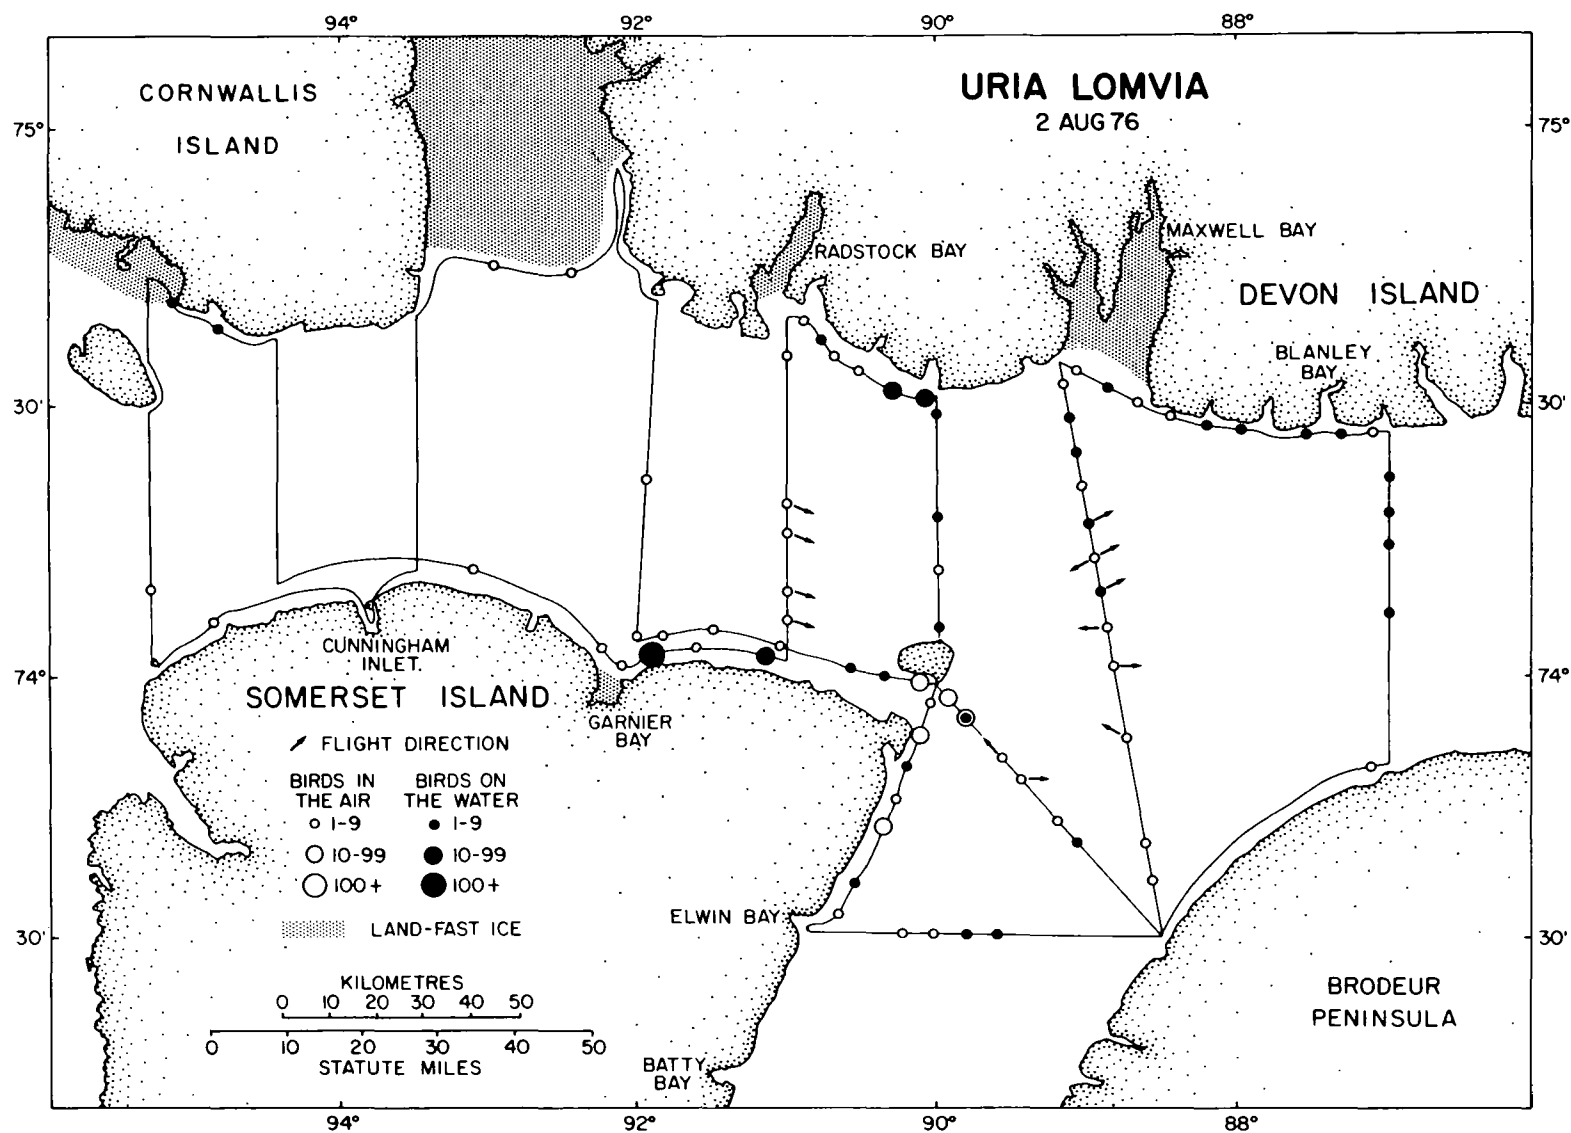 94° 92° 90° 88°
CORNWALLIS
ISLAND
URIA LOMVIA
2 AUG 76
75° 75°
RADSTOCK BAY
MAXWELL BAY
DEVON ISLAND
BLANLEY
BAY
30' 30'
CUNNINGHAM
INLET.
74° 74°
SOMERSET ISLAND
GARNIER
BAY
FLIGHT DIRECTION
BIRDS IN
THE AIR
BIRDS ON
THE WATER
1-9 1-9
10-99 10-99
100+ 100+
LAND-FAST ICE
ELWIN BAY
30' 30'
KILOMETRES
0 10 20 30 40 50
0 10 20 30 40 50
STATUTE MILES
BRODEUR
PENINSULA
BATTY
BAY
94° 92° 90° 88°